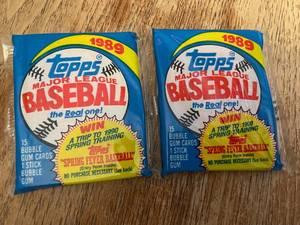 1989
topps
MAJOR LEAGUE
BASEBALL
the Real one!
WIN
A TRIP TO 1990
SPRING TRAINING
topps
"SPRING FEVER BASEBALL"
NO PURCHASE NECESSARY
15
BUBBLE
GUM CARDS
1 STICK
BUBBLE
GUM
1989
topps
MAJOR LEAGUE
BASEBALL
the Real one!
WIN
A TRIP TO 1990
SPRING TRAINING
topps
"SPRING FEVER BASEBALL"
NO PURCHASE NECESSARY
15
BUBBLE
GUM CARDS
1 STICK
BUBBLE
GUM